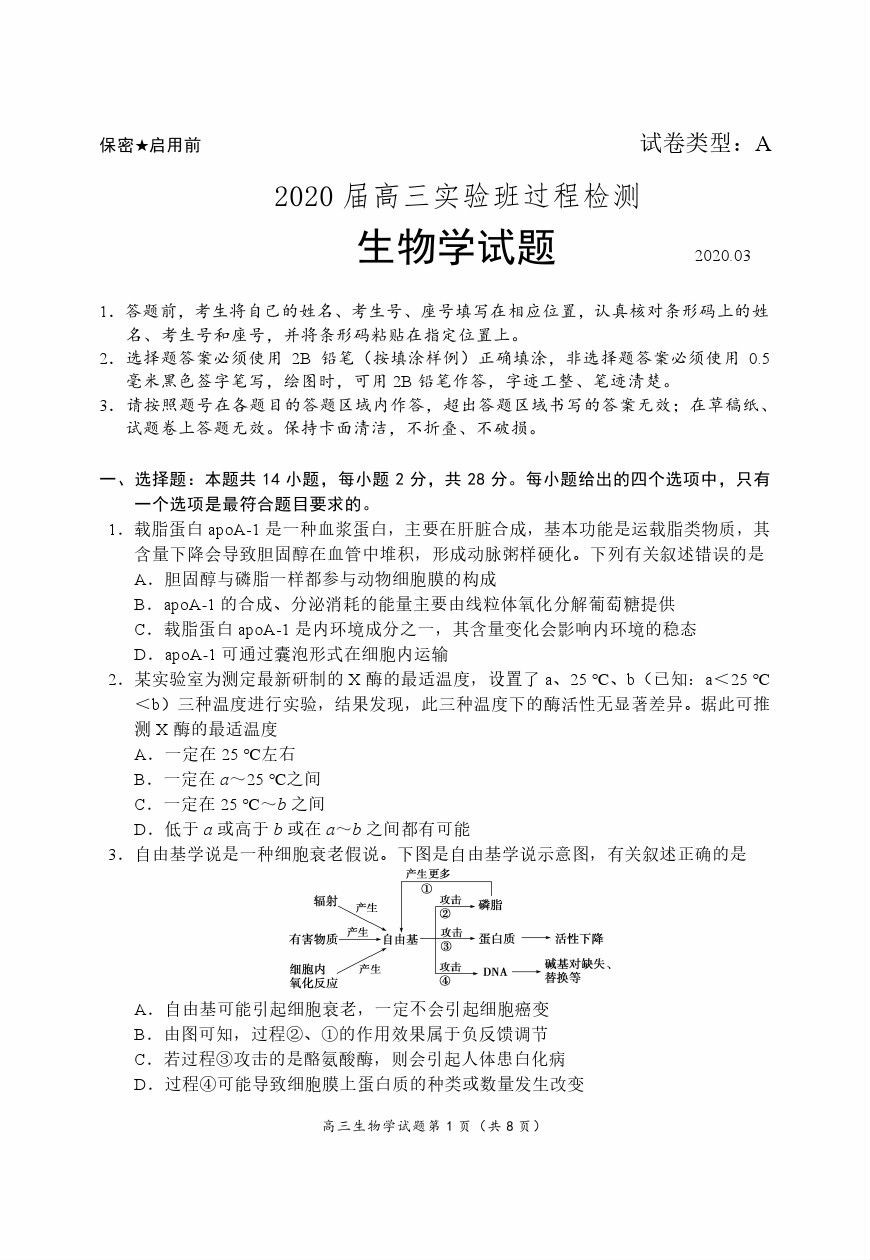 保密★启用前
试卷类型：A
2020 届高三实验班过程检测
生物学试题
2020.03
1．答题前，考生将自己的姓名、考生号、座号填写在相应位置，认真核对条形码上的姓
名、考生号和座号，并将条形码粘贴在指定位置上。
2．选择题答案必须使用 2B 铅笔（按填涂样例）正确填涂，非选择题答案必须使用 0.5
毫米黑色签字笔写，绘图时，可用 2B 铅笔作答，字迹工整、笔迹清楚。
3．请按照题号在各题目的答题区域内作答，超出答题区域书写的答案无效；在草稿纸、
试题卷上答题无效。保持卡面清洁，不折叠、不破损。
一、选择题：本题共 14 小题，每小题 2 分，共 28 分。每小题给出的四个选项中，只有
一个选项是最符合题目要求的。
1．载脂蛋白 apoA-1 是一种血浆蛋白，主要在肝脏合成，基本功能是运载脂类物质，其
含量下降会导致胆固醇在血管中堆积，形成动脉粥样硬化。下列有关叙述错误的是
A．胆固醇与磷脂一样都参与动物细胞膜的构成
B．apoA-1 的合成、分泌消耗的能量主要由线粒体氧化分解葡萄糖提供
C．载脂蛋白 apoA-1 是内环境成分之一，其含量变化会影响内环境的稳态
D．apoA-1 可通过囊泡形式在细胞内运输
2．某实验室为测定最新研制的 X 酶的最适温度，设置了 a、25 ℃、b（已知：a＜25 ℃
＜b）三种温度进行实验，结果发现，此三种温度下的酶活性无显著差异。据此可推
测 X 酶的最适温度
A．一定在 25 ℃左右
B．一定在 a～25 ℃之间
C．一定在 25 ℃～b 之间
D．低于 a 或高于 b 或在 a～b 之间都有可能
3．自由基学说是一种细胞衰老假说。下图是自由基学说示意图，有关叙述正确的是
产生更多
①
辐射 产生 攻击 磷脂
②
有害物质 产生 自由基 攻击 蛋白质 活性下降
③
细胞内 产生 攻击 DNA 碱基对缺失、
氧化反应 ④ 替换等
A．自由基可能引起细胞衰老，一定不会引起细胞癌变
B．由图可知，过程②、①的作用效果属于负反馈调节
C．若过程③攻击的是酪氨酸酶，则会引起人体患白化病
D．过程④可能导致细胞膜上蛋白质的种类或数量发生改变
高三生物学试题第 1 页（共 8 页）